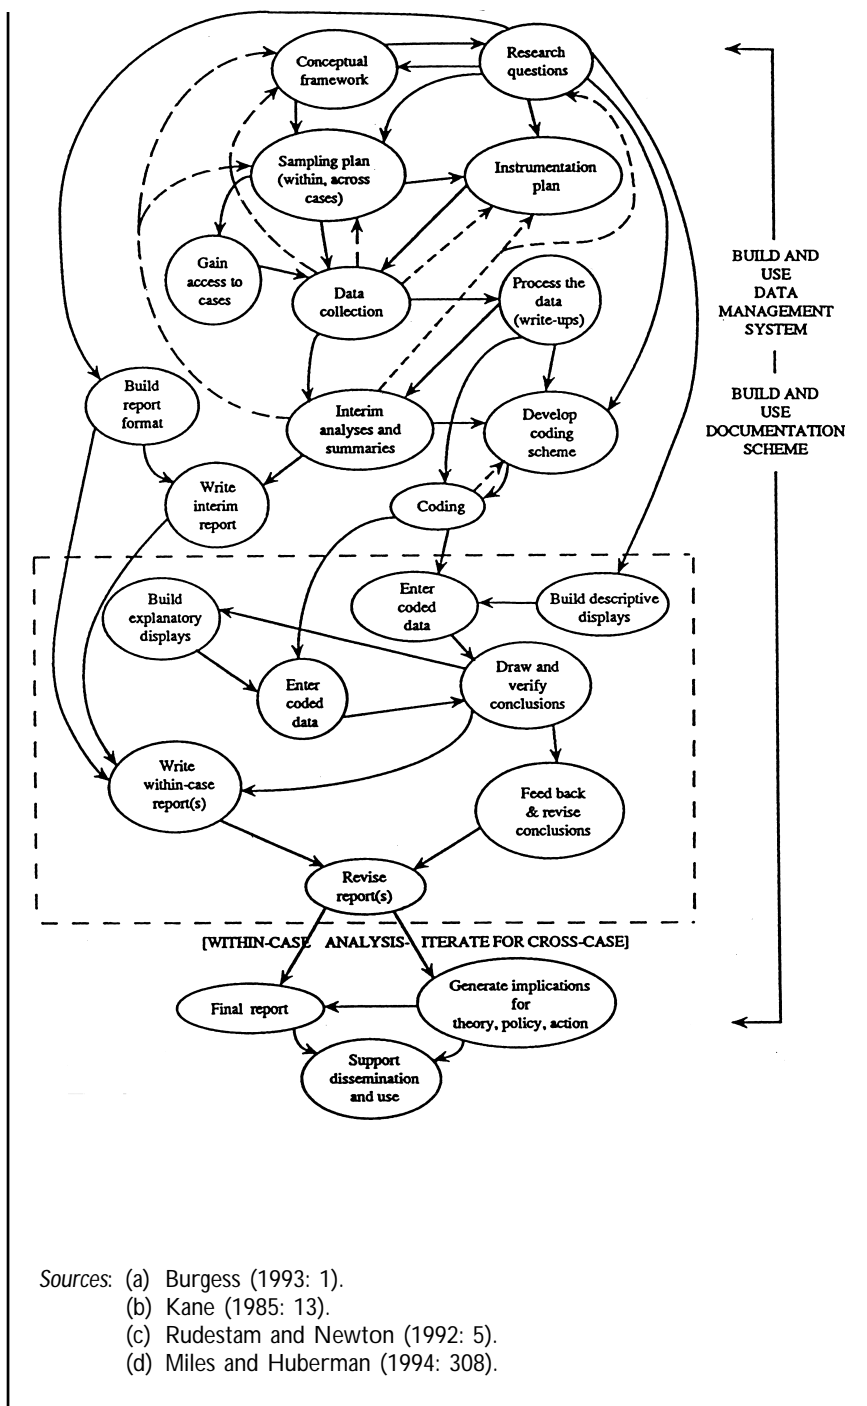 Conceptual
framework
Research
questions
Sampling plan
(within, across
cases)
Instrumentation
plan
Gain
access to
cases
Data
collection
Process the
data
(write-ups)
BUILD AND
USE
DATA
MANAGEMENT
SYSTEM
Build
report
format
Interim
analyses and
summaries
Develop
coding
scheme
BUILD AND
USE
DOCUMENTATION
SCHEME
Write
interim
report
Coding
Build
explanatory
displays
Enter
coded
data
Build descriptive
displays
Enter
coded
data
Draw and
verify
conclusions
Write
within-case
report(s)
Feed back
& revise
conclusions
Revise
report(s)
[WITHIN-CASE ANALYSIS- ITERATE FOR CROSS-CASE]
Final report
Generate implications
for
theory, policy, action
Support
dissemination
and use
Sources: (a) Burgess (1993: 1).
(b) Kane (1985: 13).
(c) Rudestam and Newton (1992: 5).
(d) Miles and Huberman (1994: 308).